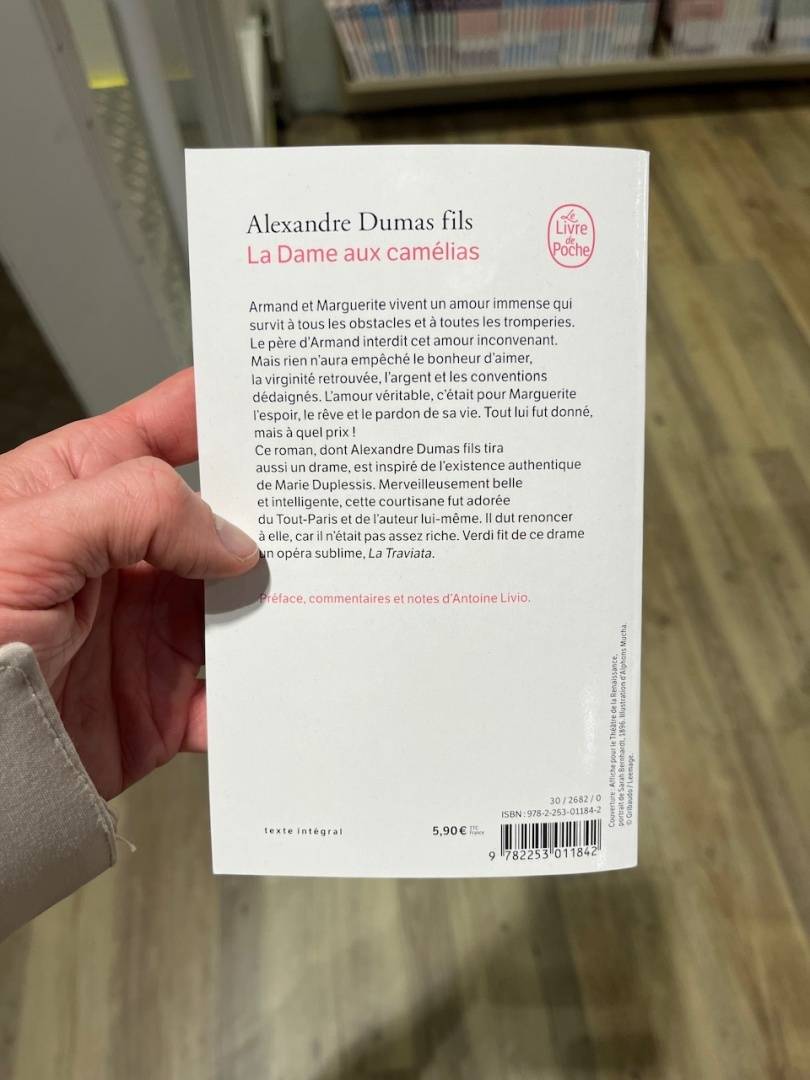 Alexandre Dumas fils
La Dame aux camélias
Le
Livre
de
Poche
Armand et Marguerite vivent un amour immense qui
survit à tous les obstacles et à toutes les tromperies.
Le père d'Armand interdit cet amour inconvenant.
Mais rien n'aura empêché le bonheur d'aimer,
la virginité retrouvée, l'argent et les conventions
dédaignés. L'amour véritable, c'était pour Marguerite
l'espoir, le rêve et le pardon de sa vie. Tout lui fut donné,
mais à quel prix !
Ce roman, dont Alexandre Dumas fils tira
aussi un drame, est inspiré de l'existence authentique
de Marie Duplessis. Merveilleusement belle
et intelligente, cette courtisane fut adorée
du Tout-Paris et de l'auteur lui-même. Il dut renoncer
à elle, car il n'était pas assez riche. Verdi fit de ce drame
un opéra sublime, La Traviata.
Préface, commentaires et notes d'Antoine Livio.
Couverture : Affiche pour le Théâtre de la Renaissance,
portrait de Sarah Bernhardt, 1896. Illustration d'Alphons Mucha.
© Gribaudo / Leemage.
30 / 2682 / 0
ISBN : 978-2-253-01184-2
texte intégral
5,90 € TTC
France
9 782253 011842